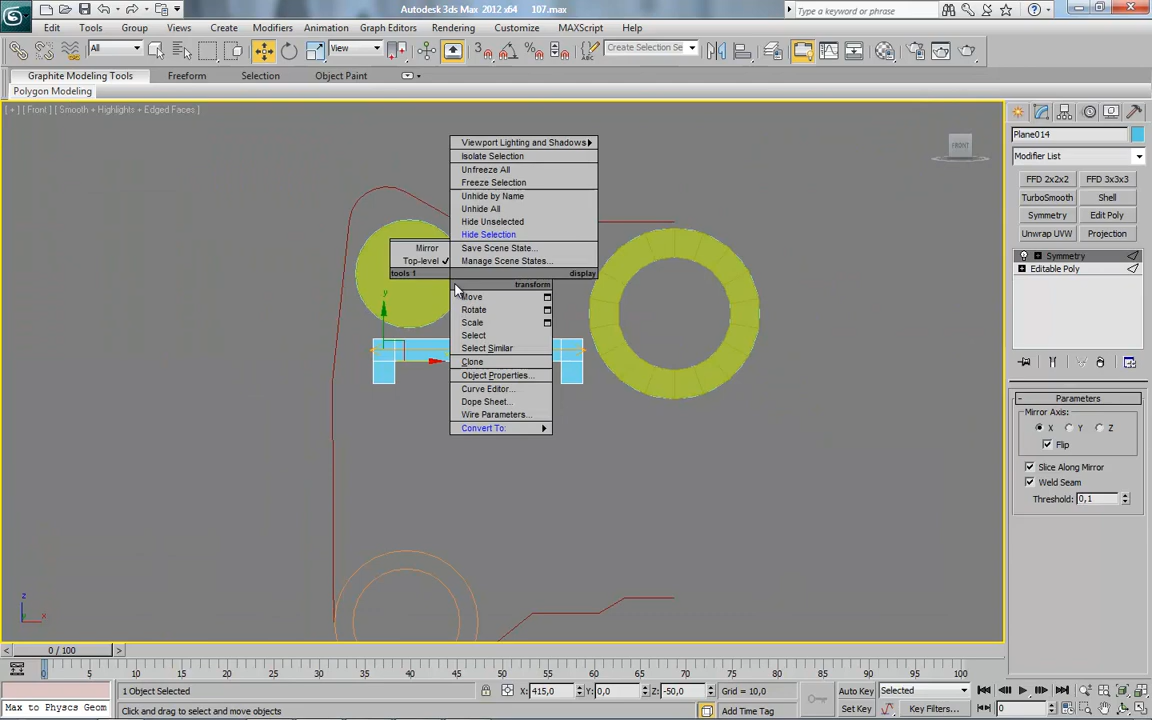 Autodesk 3ds Max 2012 x64 107.max
Type a keyword or phrase
Edit Tools Group Views Create Modifiers Animation Graph Editors Rendering Customize MAXScript Help
All View Create Selection Se
Graphite Modeling Tools Freeform Selection Object Paint
Polygon Modeling
[ + ] [ Front ] [ Smooth + Highlights + Edged Faces ]
FRONT
Viewport Lighting and Shadows
Isolate Selection
Unfreeze All
Freeze Selection
Unhide by Name
Unhide All
Hide Unselected
Hide Selection
Save Scene State...
Manage Scene States...
display
Mirror
Top-level
tools 1
transform
Move
Rotate
Scale
Select
Select Similar
Clone
Object Properties...
Curve Editor...
Dope Sheet...
Wire Parameters...
Convert To:
y
z
x
Plane014
Modifier List
FFD 2x2x2 FFD 3x3x3
TurboSmooth Shell
Symmetry Edit Poly
Unwrap UVW Projection
Symmetry
Editable Poly
Parameters
Mirror Axis:
X Y Z
Flip
Slice Along Mirror
Weld Seam
Threshold: 0,1
0 / 100
0 5 10 15 20 25 30 35 40 45 50 55 60 65 70 75 80 85 90 95 100
1 Object Selected X: 415,0 Y: 0,0 Z: -50,0 Grid = 10,0 Auto Key Selected
Max to Physcs Geom Click and drag to select and move objects Add Time Tag Set Key Key Filters... 0